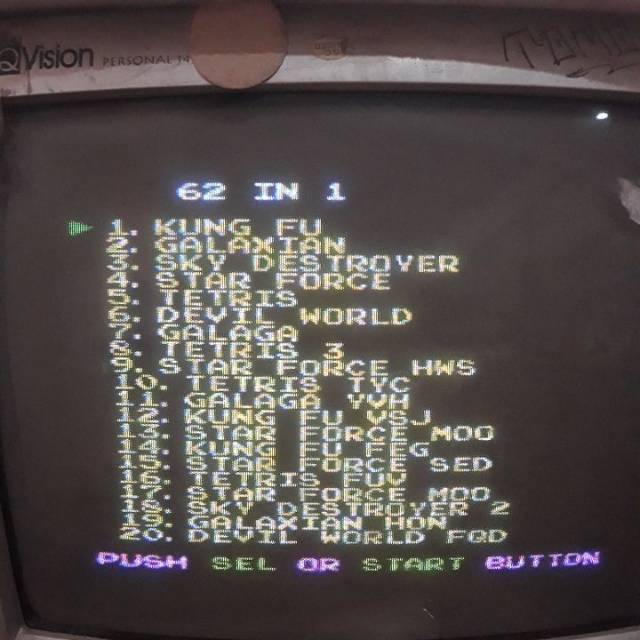 QVision PERSONAL
62 IN 1
1. KUNG FU
2. GALAXIAN
3. SKY DESTROYER
4. STAR FORCE
5. TETRIS
6. DEVIL WORLD
7. GALAGA
8. TETRIS 3
9. STAR FORCE HWS
10. TETRIS TYC
11. GALAGA YVH
12. KUNG FU VSJ
13. STAR FORCE MOO
14. KUNG FU FEG
15. STAR FORCE SED
16. TETRIS FUV
17. STAR FORCE MOO
18. SKY DESTROYER 2
19. GALAXIAN HON
20. DEVIL WORLD FQD
PUSH SEL OR START BUTTON